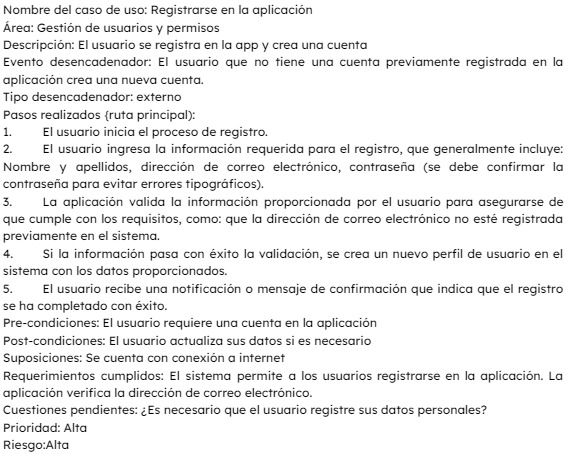 Nombre del caso de uso: Registrarse en la aplicación
Área: Gestión de usuarios y permisos
Descripción: El usuario se registra en la app y crea una cuenta
Evento desencadenador: El usuario que no tiene una cuenta previamente registrada en la
aplicación crea una nueva cuenta.
Tipo desencadenador: externo
Pasos realizados {ruta principal):
1. El usuario inicia el proceso de registro.
2. El usuario ingresa la información requerida para el registro, que generalmente incluye:
Nombre y apellidos, dirección de correo electrónico, contraseña (se debe confirmar la
contraseña para evitar errores tipográficos).
3. La aplicación valida la información proporcionada por el usuario para asegurarse de
que cumple con los requisitos, como: que la dirección de correo electrónico no esté registrada
previamente en el sistema.
4. Si la información pasa con éxito la validación, se crea un nuevo perfil de usuario en el
sistema con los datos proporcionados.
5. El usuario recibe una notificación o mensaje de confirmación que indica que el registro
se ha completado con éxito.
Pre-condiciones: El usuario requiere una cuenta en la aplicación
Post-condiciones: El usuario actualiza sus datos si es necesario
Suposiciones: Se cuenta con conexión a internet
Requerimientos cumplidos: El sistema permite a los usuarios registrarse en la aplicación. La
aplicación verifica la dirección de correo electrónico.
Cuestiones pendientes: ¿Es necesario que el usuario registre sus datos personales?
Prioridad: Alta
Riesgo:Alta